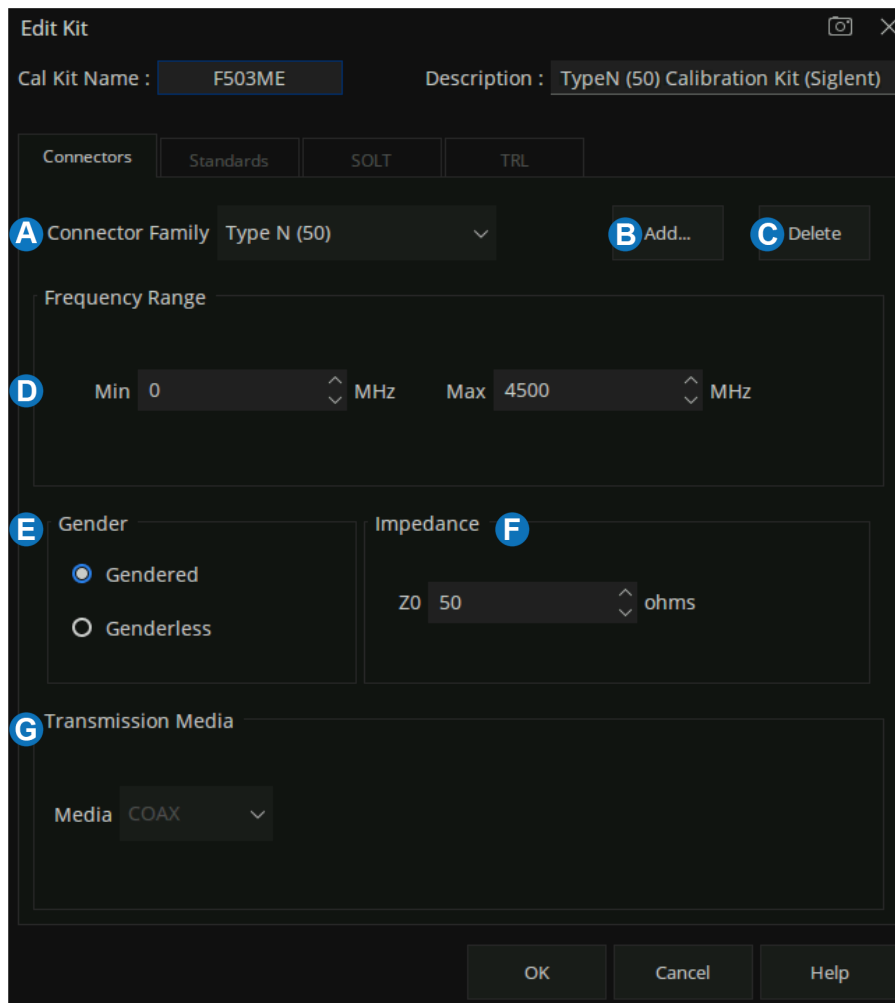 Edit Kit
Cal Kit Name : F503ME Description : TypeN (50) Calibration Kit (Siglent)
Connectors Standards SOLT TRL
A Connector Family Type N (50) B Add... C Delete
Frequency Range
D Min 0 MHz Max 4500 MHz
E Gender Impedance F
Gendered
Z0 50 ohms
Genderless
G Transmission Media
Media COAX
OK Cancel Help